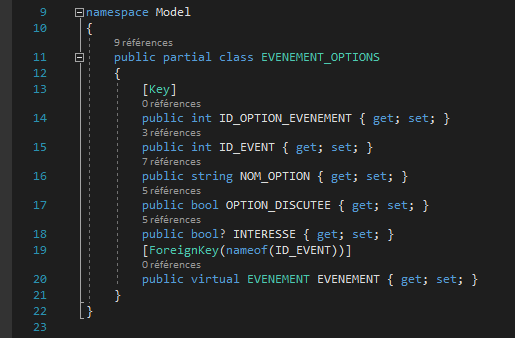 9 namespace Model
10 {
9 références
11 public partial class EVENEMENT_OPTIONS
12 {
13 [Key]
0 références
14 public int ID_OPTION_EVENEMENT { get; set; }
3 références
15 public int ID_EVENT { get; set; }
7 références
16 public string NOM_OPTION { get; set; }
5 références
17 public bool OPTION_DISCUTEE { get; set; }
5 références
18 public bool? INTERESSE { get; set; }
19 [ForeignKey(nameof(ID_EVENT))]
0 références
20 public virtual EVENEMENT EVENEMENT { get; set; }
21 }
22 }
23